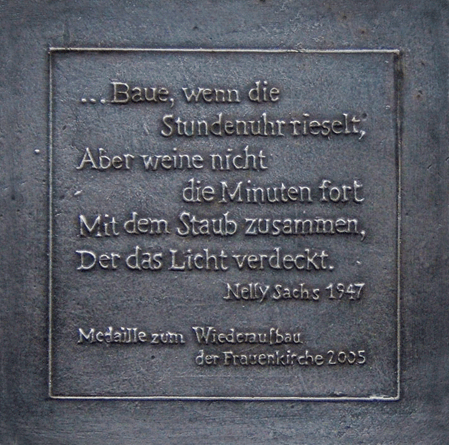 ...Baue, wenn die
Stundenuhr rieselt,
Aber weine nicht
die Minuten fort
Mit dem Staub zusammen,
Der das Licht verdeckt.
Nelly Sachs 1947
Medaille zum Wiederaufbau
der Frauenkirche 2005